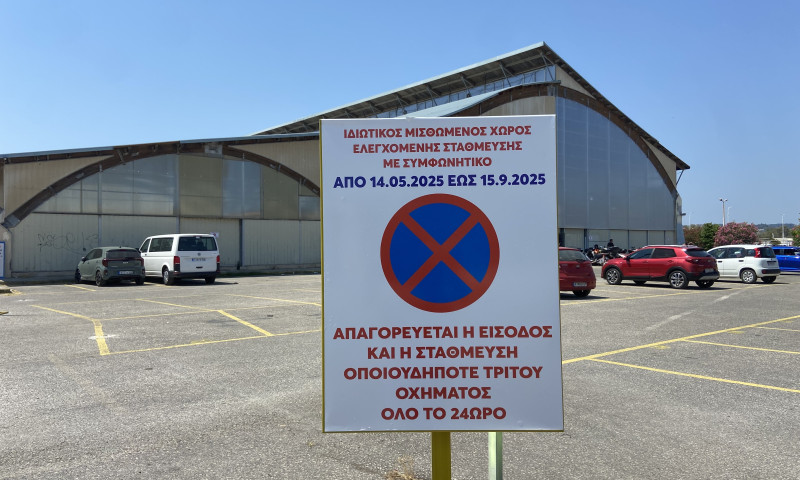 ΙΔΙΩΤΙΚΟΣ ΜΙΣΘΩΜΕΝΟΣ ΧΩΡΟΣ
ΕΛΕΓΧΟΜΕΝΗΣ ΣΤΑΘΜΕΥΣΗΣ
ΜΕ ΣΥΜΦΩΝΗΤΙΚΟ
ΑΠΟ 14.05.2025 ΕΩΣ 15.9.2025
ΑΠΑΓΟΡΕΥΕΤΑΙ Η ΕΙΣΟΔΟΣ
ΚΑΙ Η ΣΤΑΘΜΕΥΣΗ
ΟΠΟΙΟΥΔΗΠΟΤΕ ΤΡΙΤΟΥ
ΟΧΗΜΑΤΟΣ
ΟΛΟ ΤΟ 24ΩΡΟ